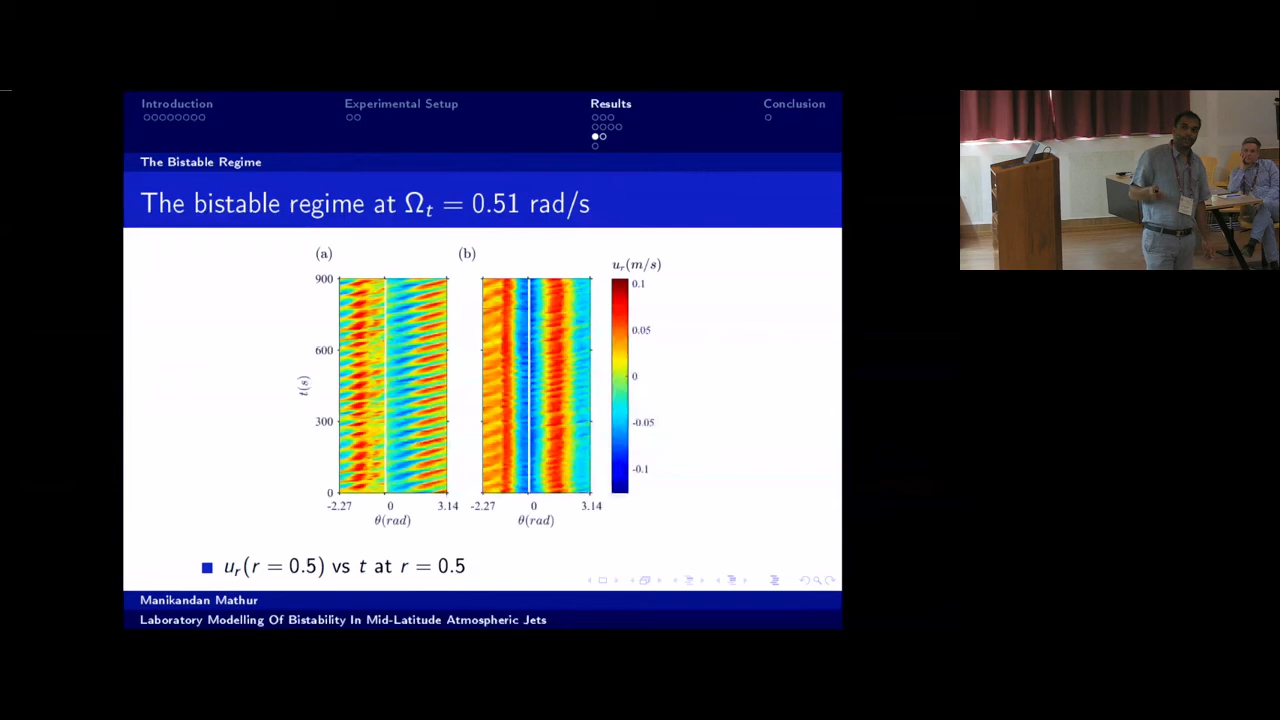 Introduction Experimental Setup Results Conclusion
The Bistable Regime
The bistable regime at Ωt = 0.51 rad/s
(a) (b)
ur(m/s)
900
600
300
0
t(s)
-2.27 0 3.14
θ(rad)
-2.27 0 3.14
θ(rad)
0.1
0.05
0
-0.05
-0.1
ur(r = 0.5) vs t at r = 0.5
Manikandan Mathur
Laboratory Modelling Of Bistability In Mid-Latitude Atmospheric Jets